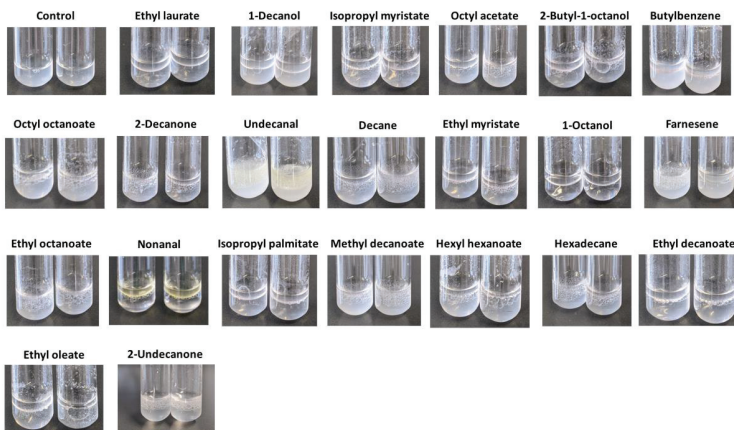 Control
Ethyl laurate
1-Decanol
Isopropyl myristate
Octyl acetate
2-Butyl-1-octanol
Butylbenzene
Octyl octanoate
2-Decanone
Undecanal
Decane
Ethyl myristate
1-Octanol
Farnesene
Ethyl octanoate
Nonanal
Isopropyl palmitate
Methyl decanoate
Hexyl hexanoate
Hexadecane
Ethyl decanoate
Ethyl oleate
2-Undecanone